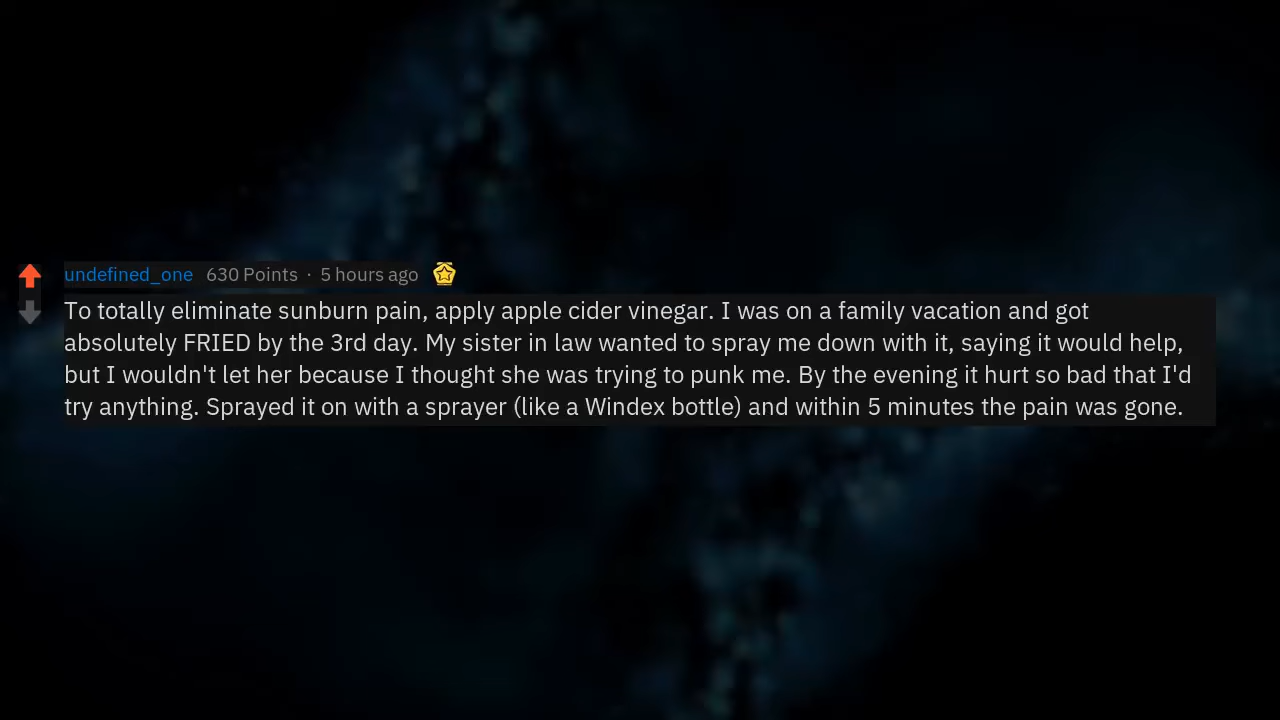 undefined_one 630 Points · 5 hours ago
To totally eliminate sunburn pain, apply apple cider vinegar. I was on a family vacation and got
absolutely FRIED by the 3rd day. My sister in law wanted to spray me down with it, saying it would help,
but I wouldn't let her because I thought she was trying to punk me. By the evening it hurt so bad that I'd
try anything. Sprayed it on with a sprayer (like a Windex bottle) and within 5 minutes the pain was gone.